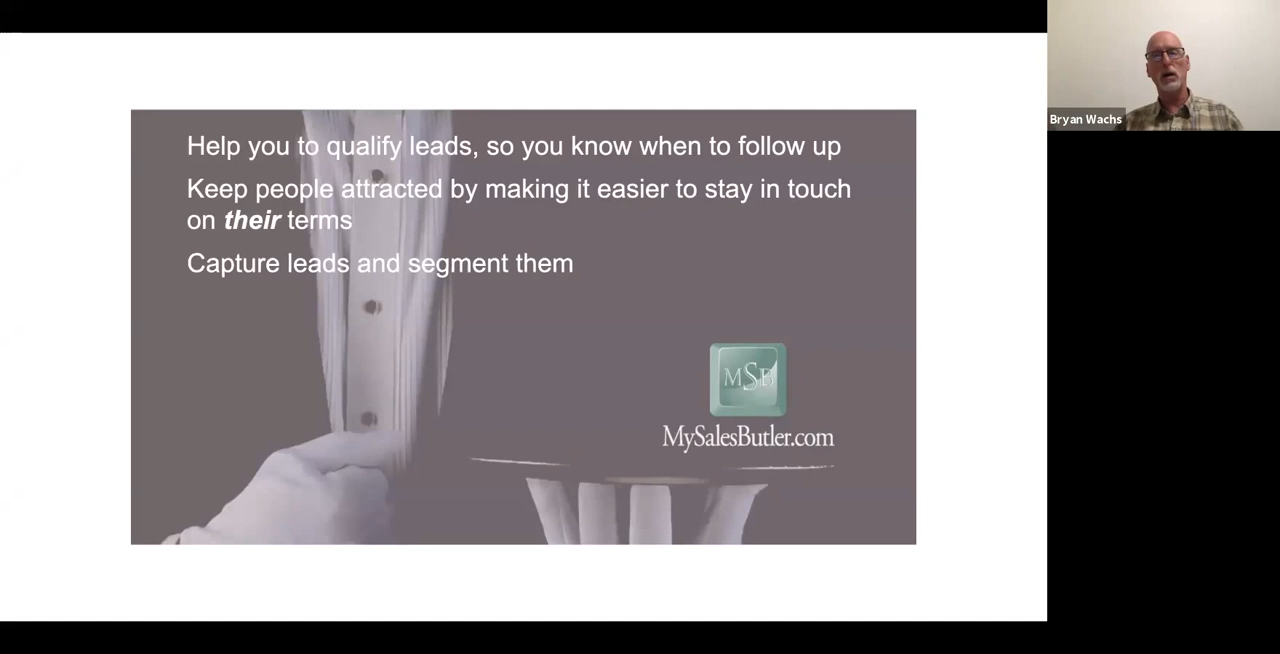 Help you to qualify leads, so you know when to follow up
Keep people attracted by making it easier to stay in touch
on their terms
Capture leads and segment them
MSB
MySalesButler.com
Bryan Wachs